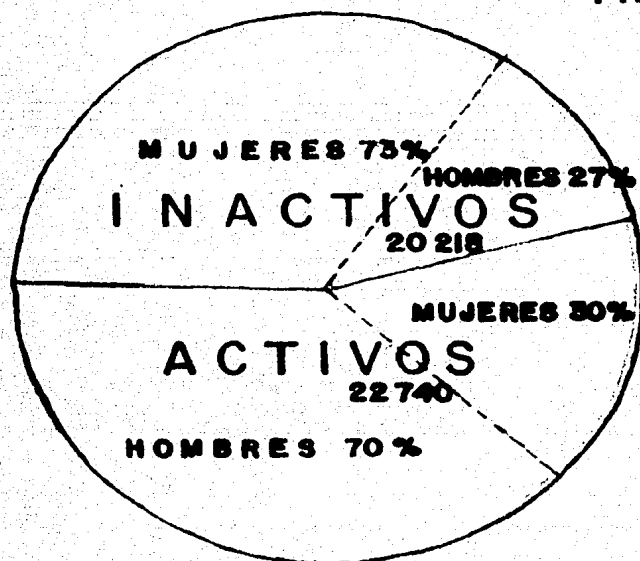 MUJERES 73%
HOMBRES 27%
INACTIVOS
20 218
MUJERES 30%
ACTIVOS
22 740
HOMBRES 70%